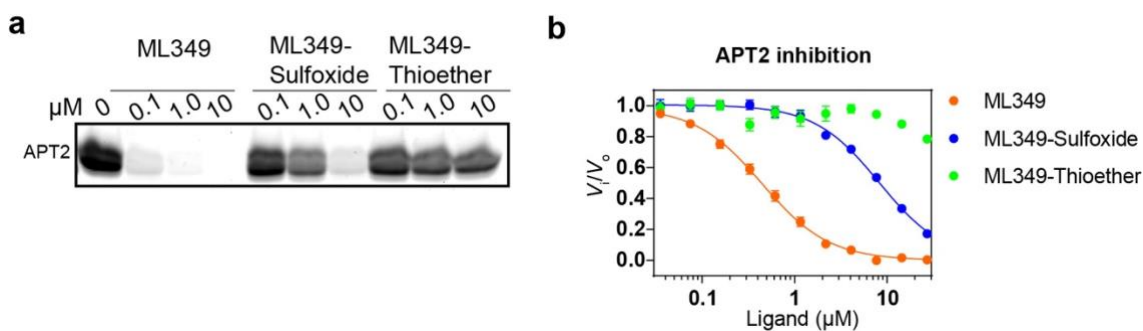 a
ML349
ML349-
Sulfoxide
ML349-
Thioether
µM
0
0.1
1.0
10
0.1
1.0
10
0.1
1.0
10
APT2
b
APT2 inhibition
1.0
0.8
0.6
0.4
0.2
0.0
Vi/Vo
0.1
1
10
Ligand (µM)
ML349
ML349-Sulfoxide
ML349-Thioether